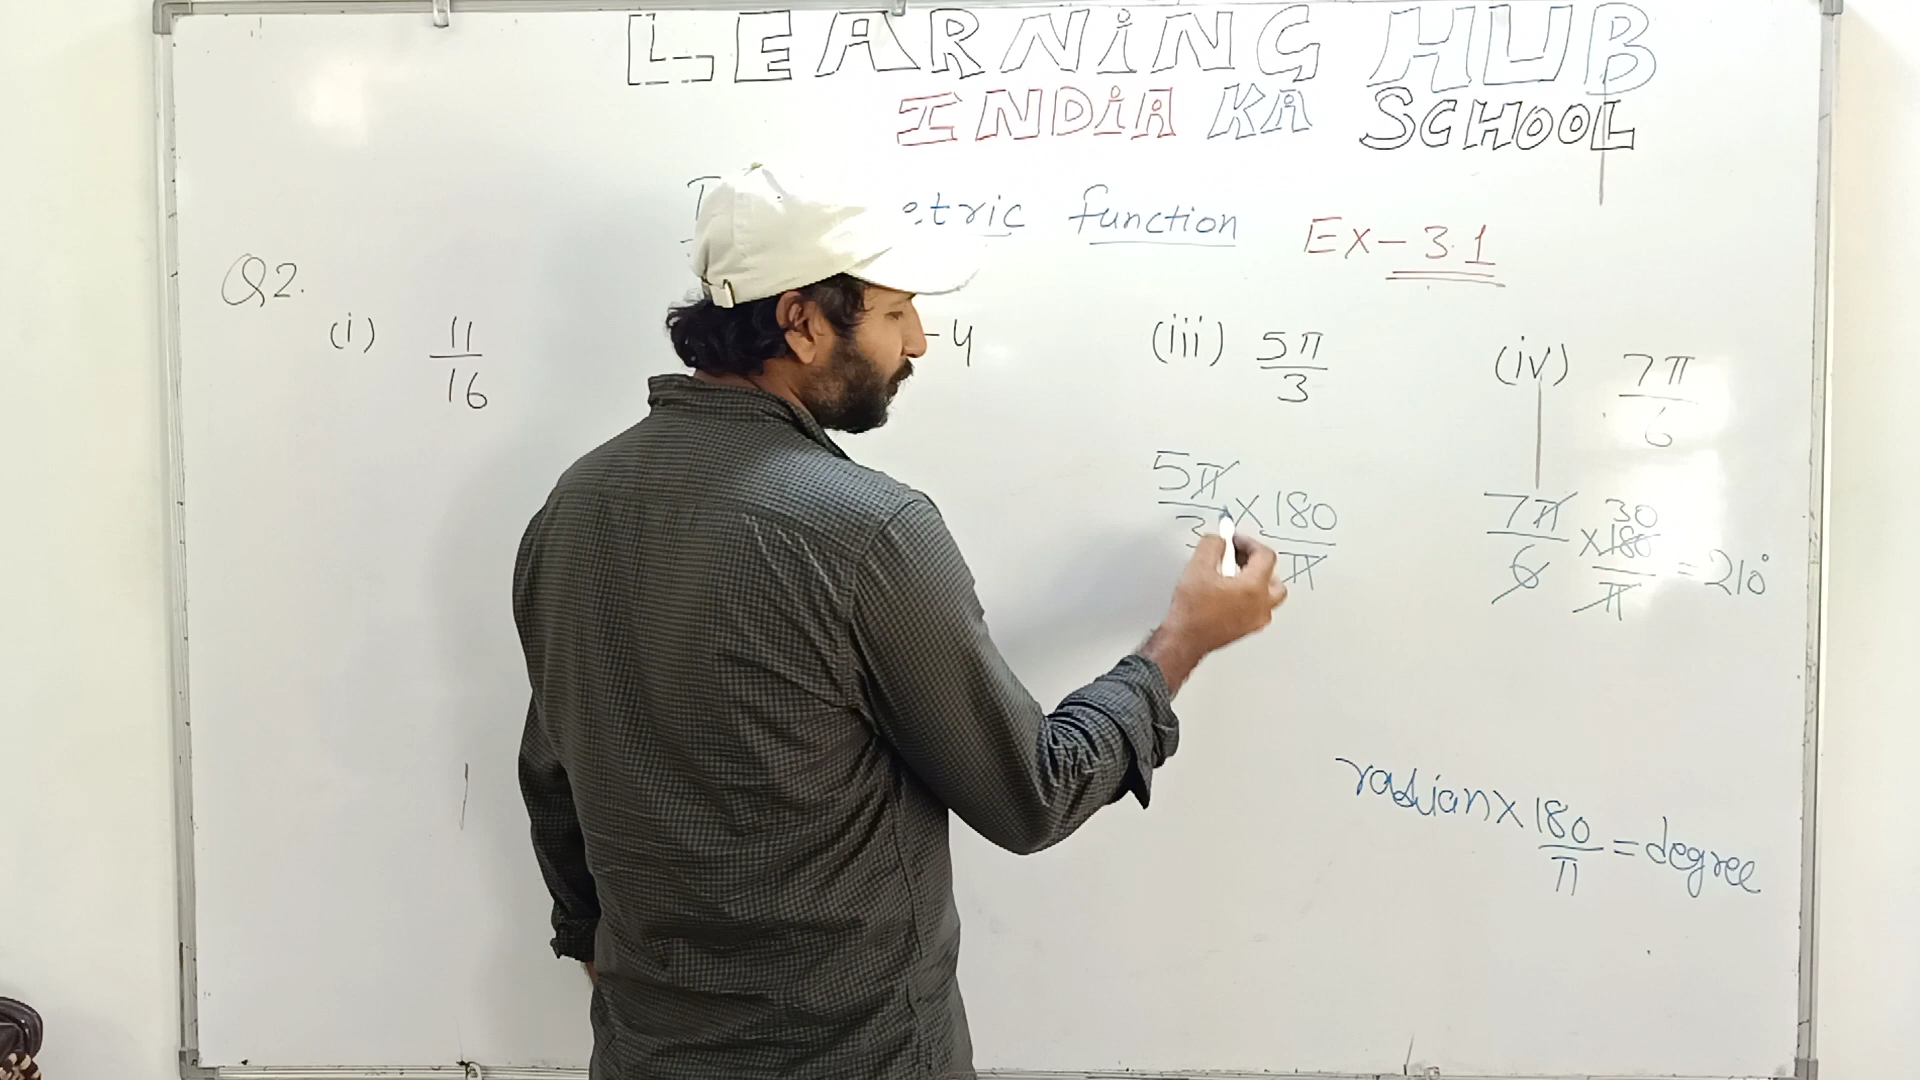 LEARNING HUB
INDIA KA SCHOOL
etric function Ex-3.1
Q2.
(i) 11/16 -4 (iii) 5π/3 (iv) 7π/6
5π/3 × 180/π
7π/6 × 180/π = 210°
30
radian × 180/π = degree